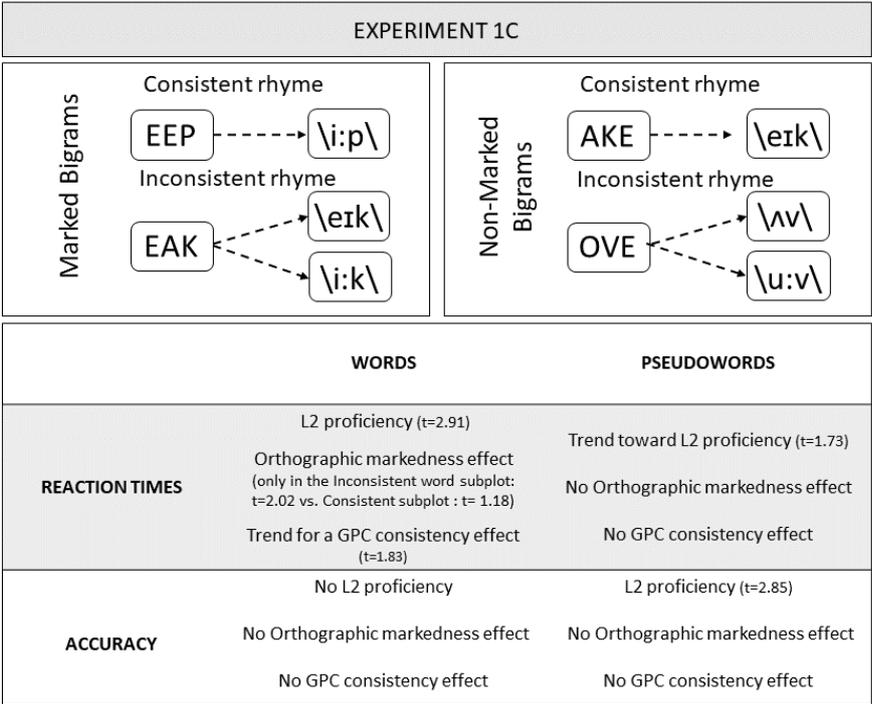 EXPERIMENT 1C
Marked Bigrams
Consistent rhyme
EEP
\i:p\
Inconsistent rhyme
EAK
\eɪk\
\i:k\
Non-Marked
Bigrams
Consistent rhyme
AKE
\eɪk\
Inconsistent rhyme
OVE
\ʌv\
\u:v\
WORDS
PSEUDOWORDS
REACTION TIMES
L2 proficiency (t=2.91)
Orthographic markedness effect
(only in the Inconsistent word subplot:
t=2.02 vs. Consistent subplot : t= 1.18)
Trend for a GPC consistency effect
(t=1.83)
Trend toward L2 proficiency (t=1.73)
No Orthographic markedness effect
No GPC consistency effect
ACCURACY
No L2 proficiency
No Orthographic markedness effect
No GPC consistency effect
L2 proficiency (t=2.85)
No Orthographic markedness effect
No GPC consistency effect